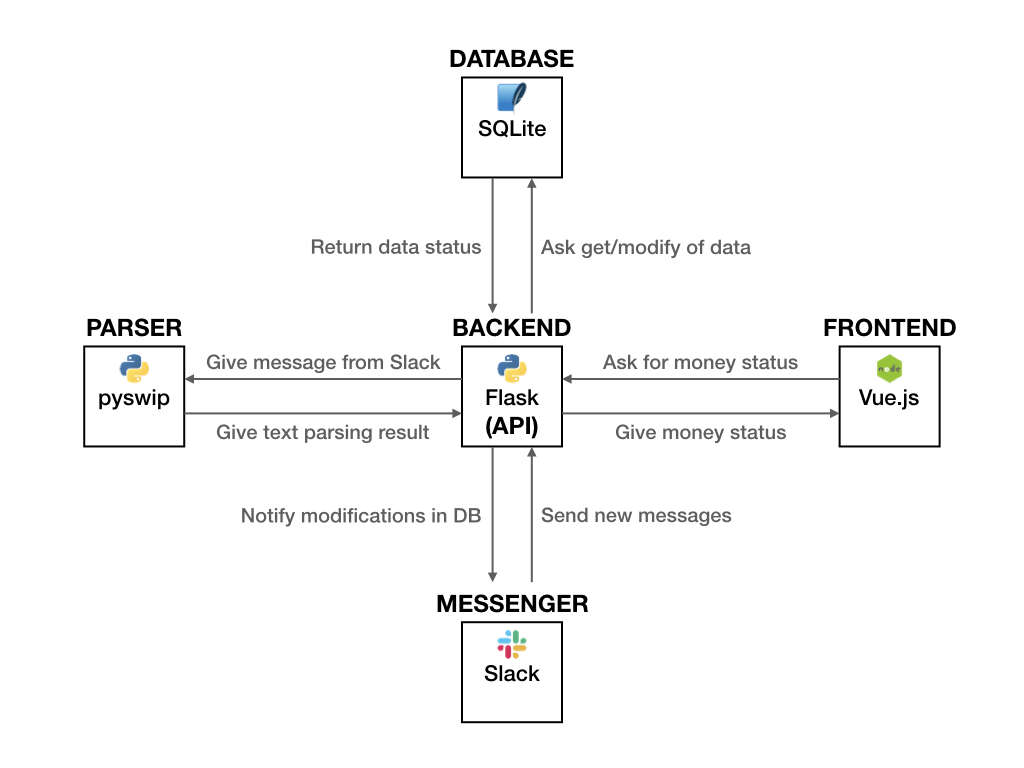 DATABASE
SQLite
Return data status
Ask get/modify of data
PARSER
BACKEND
FRONTEND
pyswip
Give message from Slack
Give text parsing result
Flask
(API)
Ask for money status
Give money status
node
Vue.js
Notify modifications in DB
Send new messages
MESSENGER
Slack